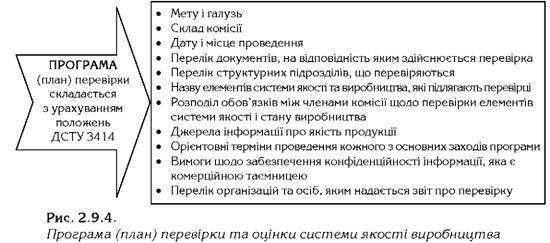 ПРОГРАМА
(план) перевірки
складається
з урахуванням
положень
ДСТУ 3414
• Мету і галузь
• Склад комісії
• Дату і місце проведення
• Перелік документів, на відповідність яким здійснюється перевірка
• Перелік структурних підрозділів, що перевіряються
• Назву елементів системи якості та виробництва, які підлягають перевірці
• Розподіл обов'язків між членами комісії щодо перевірки елементів
системи якості і стану виробництва
• Джерела інформації про якість продукції
• Орієнтовні терміни проведення кожного з основних заходів програми
• Вимоги щодо забезпечення конфіденційності інформації, яка є
комерційною таємницею
• Перелік організацій та осіб, яким надається звіт про перевірку
Рис. 2.9.4.
Програма (план) перевірки та оцінки системи якості виробництва